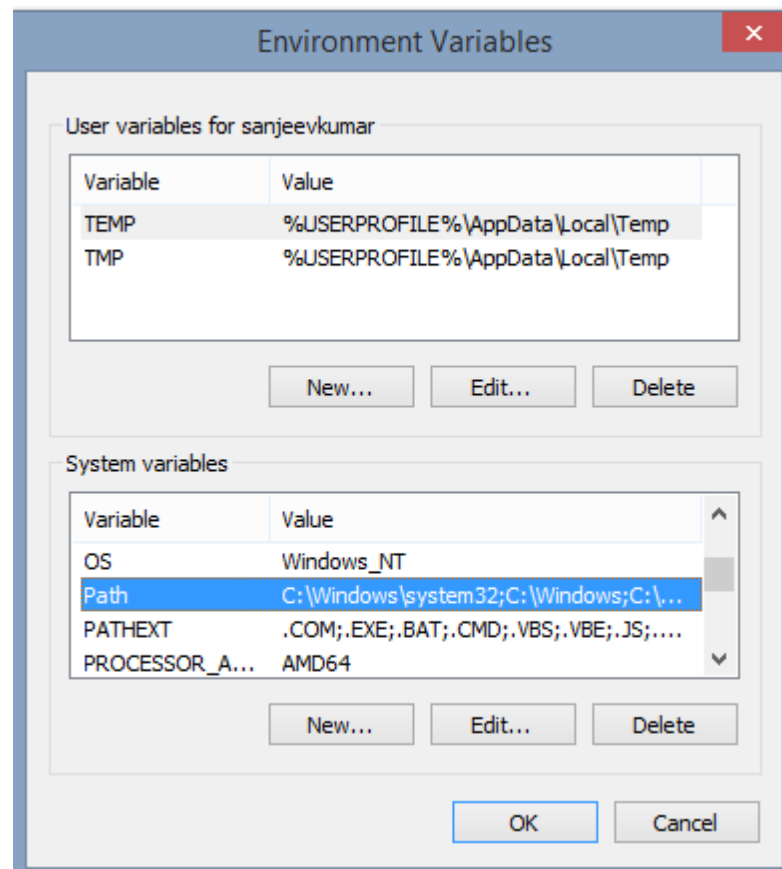 Environment Variables
User variables for sanjeevkumar
Variable Value
TEMP %USERPROFILE%\AppData\Local\Temp
TMP %USERPROFILE%\AppData\Local\Temp
New... Edit... Delete
System variables
Variable Value
OS Windows_NT
Path C:\Windows\system32;C:\Windows;C:\...
PATHEXT .COM;.EXE;.BAT;.CMD;.VBS;.VBE;.JS;....
PROCESSOR_A... AMD64
New... Edit... Delete
OK Cancel